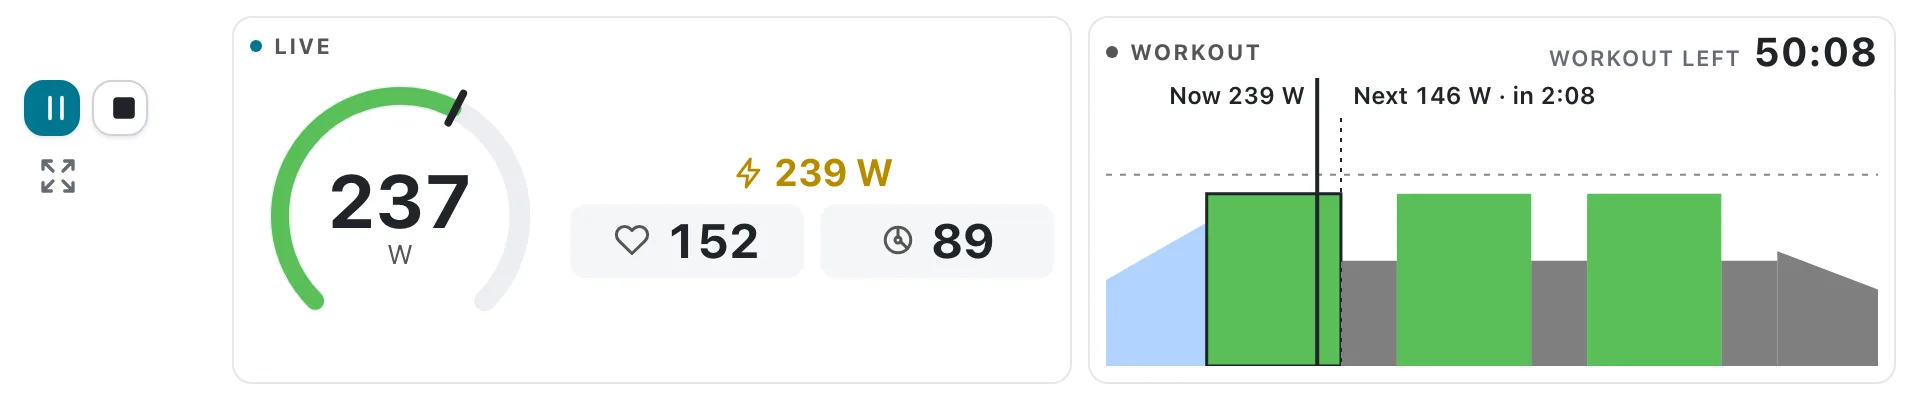 LIVE
237
W
239 W
152
89
WORKOUT
WORKOUT LEFT 50:08
Now 239 W
Next 146 W · in 2:08